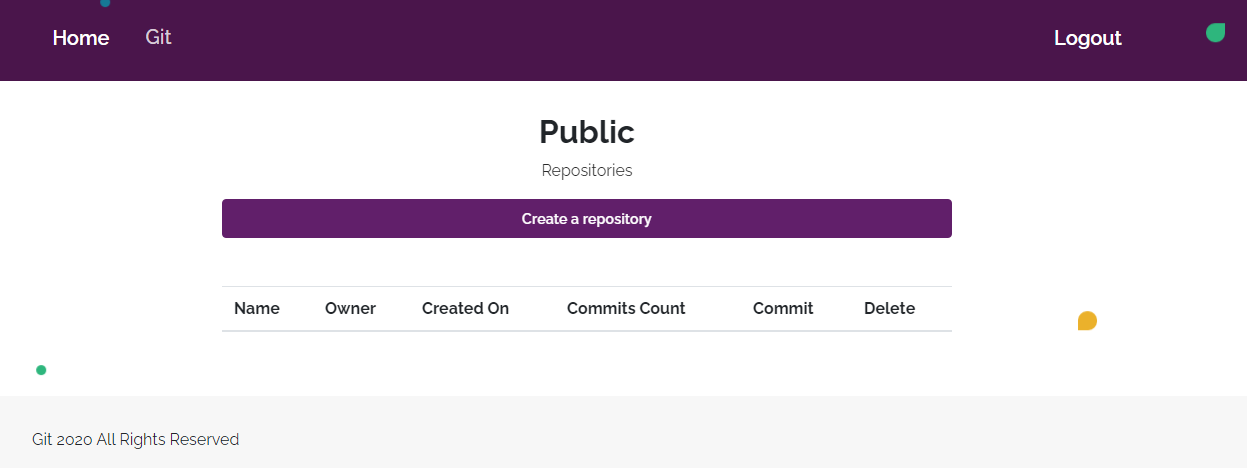 Home Git Logout
Public
Repositories
Create a repository
Name Owner Created On Commits Count Commit Delete
Git 2020 All Rights Reserved